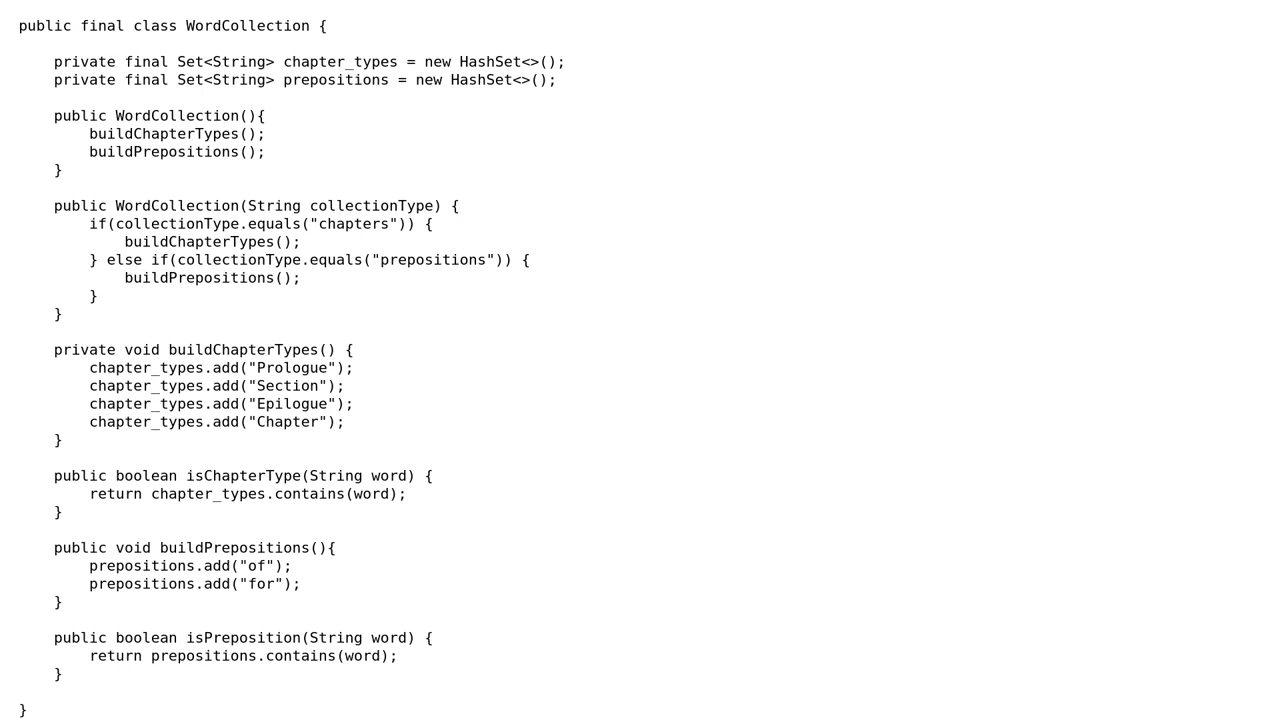 public final class WordCollection {
    private final Set<String> chapter_types = new HashSet<>();
    private final Set<String> prepositions = new HashSet<>();
    public WordCollection(){
        buildChapterTypes();
        buildPrepositions();
    }
    public WordCollection(String collectionType) {
        if(collectionType.equals("chapters")) {
            buildChapterTypes();
        } else if(collectionType.equals("prepositions")) {
            buildPrepositions();
        }
    }
    private void buildChapterTypes() {
        chapter_types.add("Prologue");
        chapter_types.add("Section");
        chapter_types.add("Epilogue");
        chapter_types.add("Chapter");
    }
    public boolean isChapterType(String word) {
        return chapter_types.contains(word);
    }
    public void buildPrepositions(){
        prepositions.add("of");
        prepositions.add("for");
    }
    public boolean isPreposition(String word) {
        return prepositions.contains(word);
    }
}